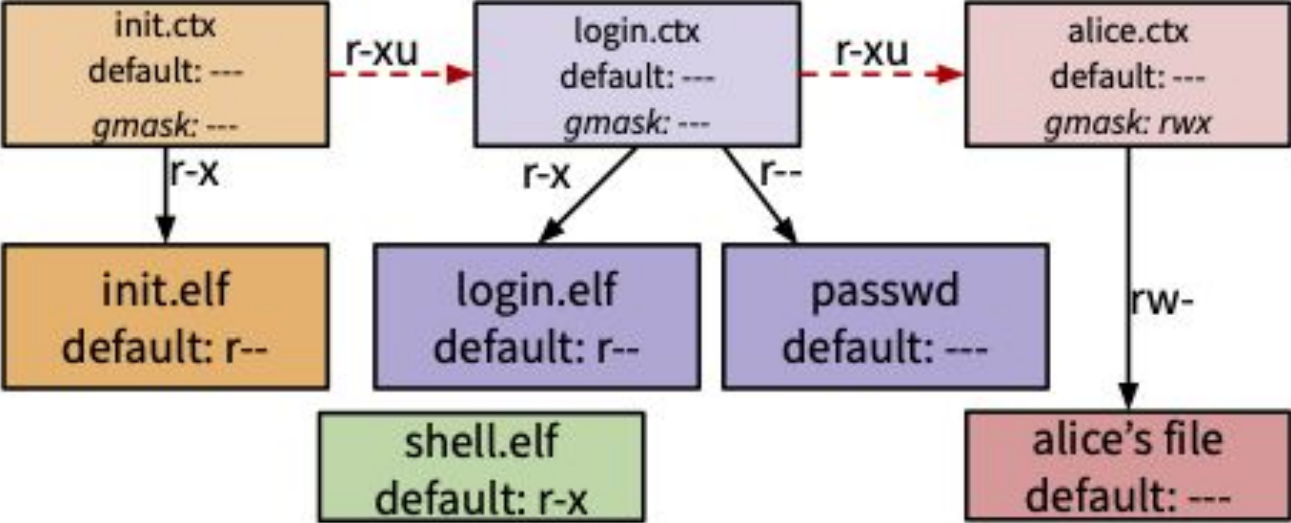 init.ctx
default: ---
gmask: ---
r-xu
login.ctx
default: ---
gmask: ---
r-xu
alice.ctx
default: ---
gmask: rwx
r-x
r-x
r--
rw-
init.elf
default: r--
login.elf
default: r--
passwd
default: ---
shell.elf
default: r-x
alice’s file
default: ---